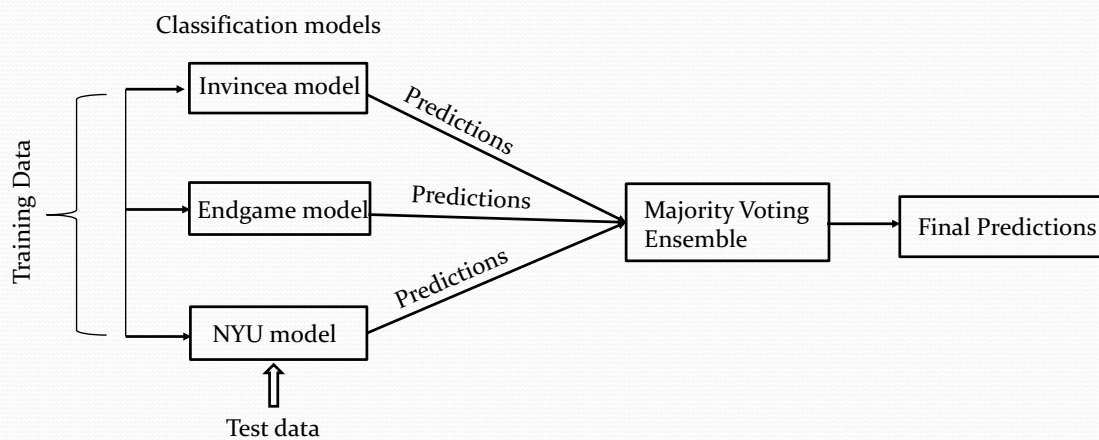 Classification models
Training Data
Invincea model
Predictions
Endgame model
Predictions
Majority Voting
Ensemble
Final Predictions
Predictions
NYU model
Test data